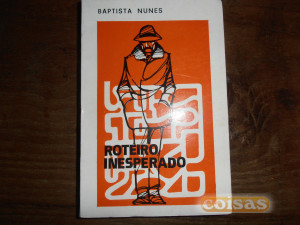 BAPTISTA NUNES
ROTEIRO
INESPERADO
coisas